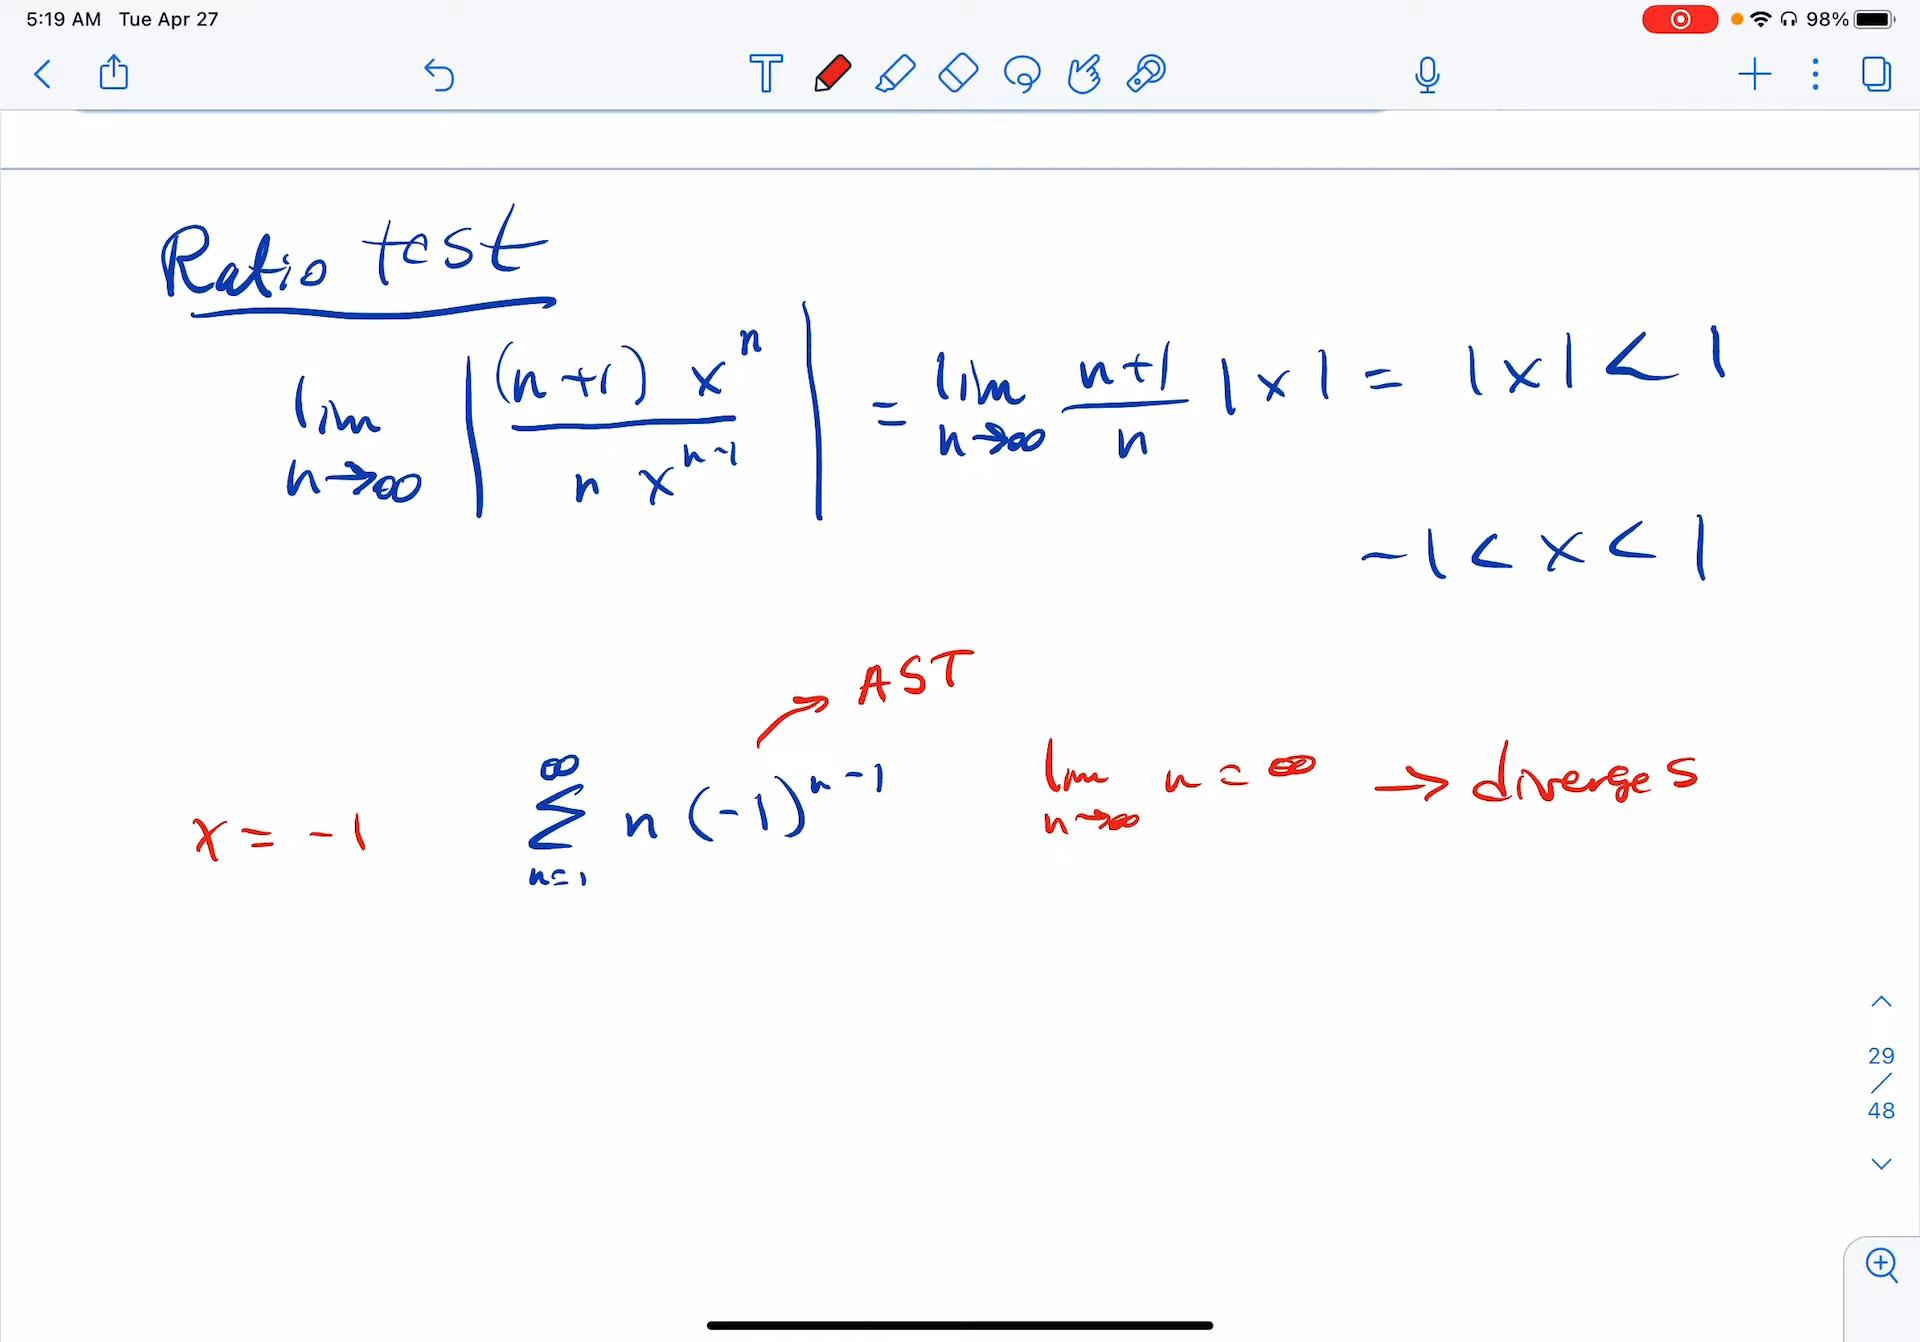 5:19 AM Tue Apr 27
98%
T
Ratio test
lim n→∞ | (n+1) x^n / n x^(n-1) | = lim n→∞ n+1 / n |x| = |x| < 1
-1 < x < 1
AST
x = -1 ∞ Σ n=1 n (-1)^(n-1) lim n→∞ n = ∞ → diverges
29
/
48